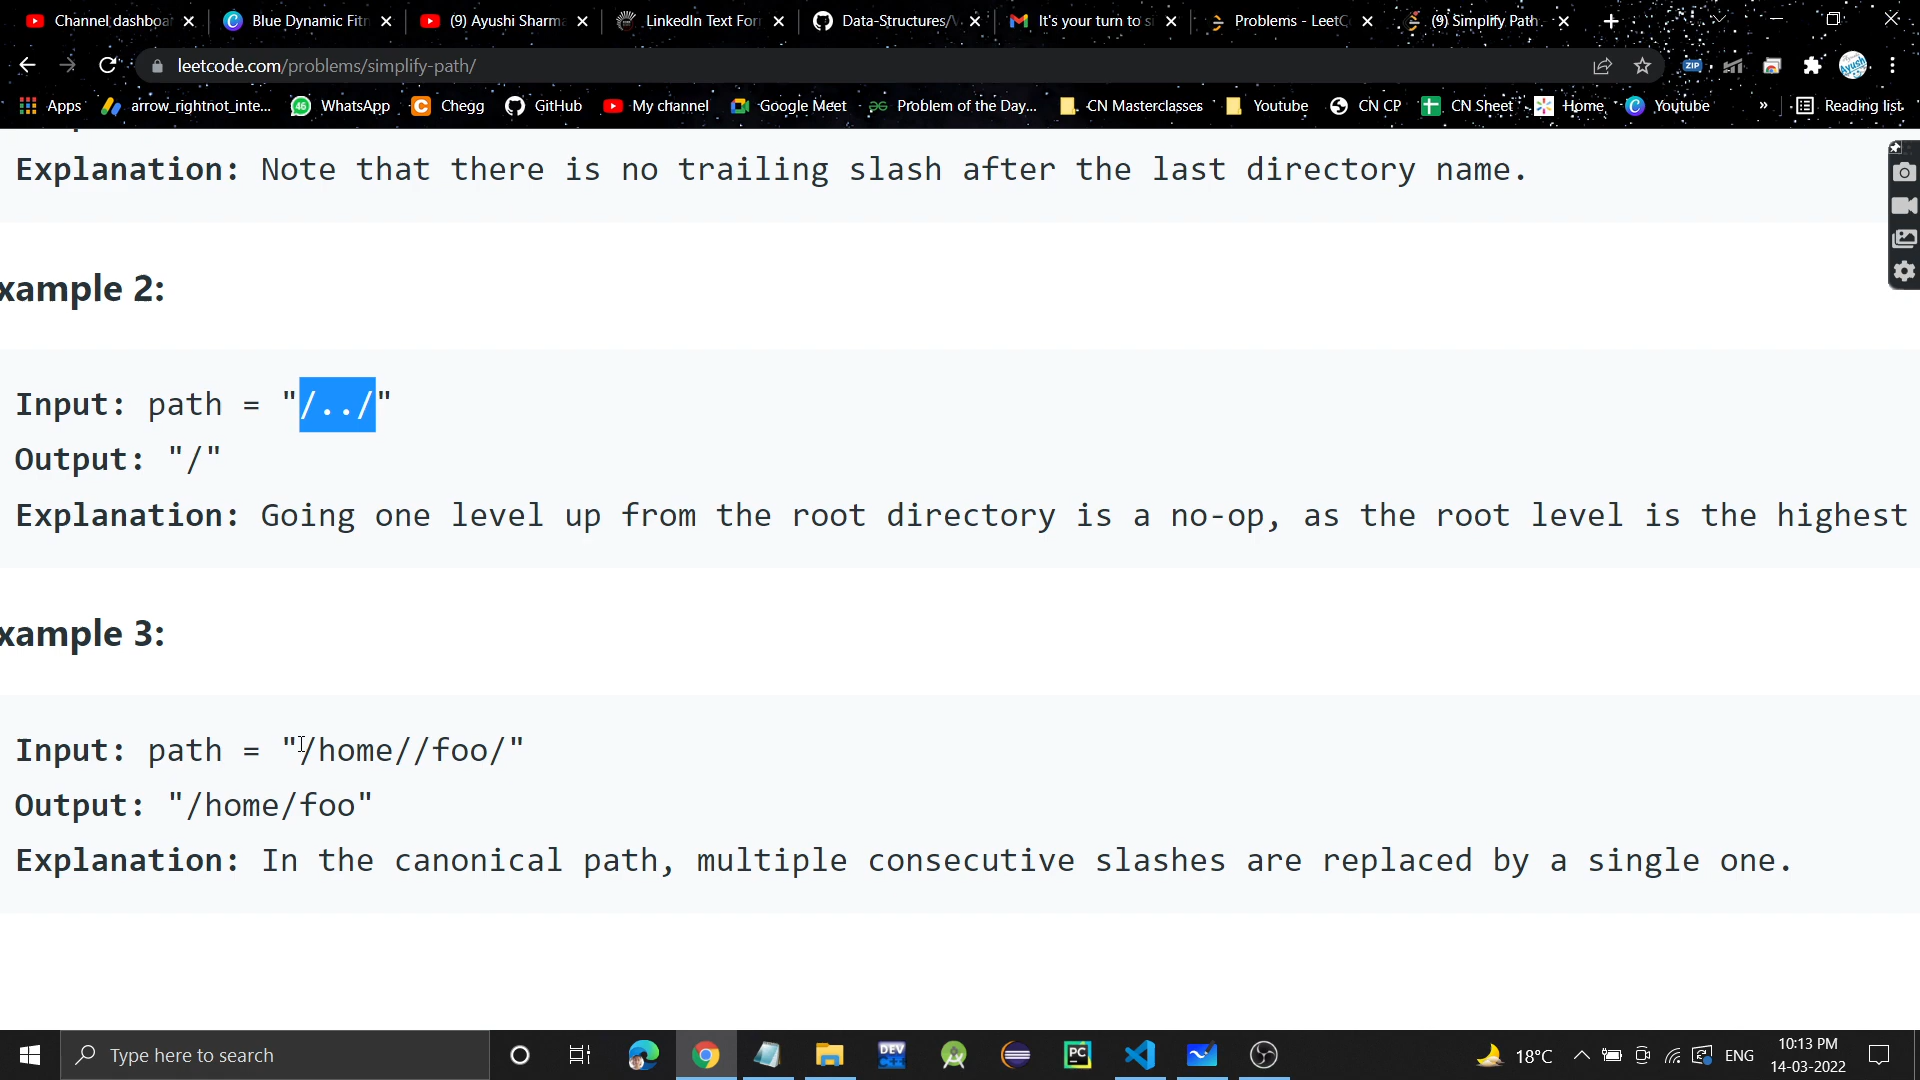 Channel dashboa
Blue Dynamic Fitn
(9) Ayushi Sharma
LinkedIn Text For
Data-Structures/
It's your turn to s
Problems - LeetC
(9) Simplify Path
leetcode.com/problems/simplify-path/
ZIP
Apps
arrow_rightnot_inte...
46
WhatsApp
Chegg
GitHub
My channel
Google Meet
Problem of the Day...
CN Masterclasses
Youtube
CN CP
CN Sheet
Home
Youtube
»
Reading list
Explanation: Note that there is no trailing slash after the last directory name.
xample 2:
Input: path = "/../"
Output: "/"
Explanation: Going one level up from the root directory is a no-op, as the root level is the highest
xample 3:
Input: path = "/home//foo/"
Output: "/home/foo"
Explanation: In the canonical path, multiple consecutive slashes are replaced by a single one.
Type here to search
DEV
PC
18°C
ENG
10:13 PM
14-03-2022